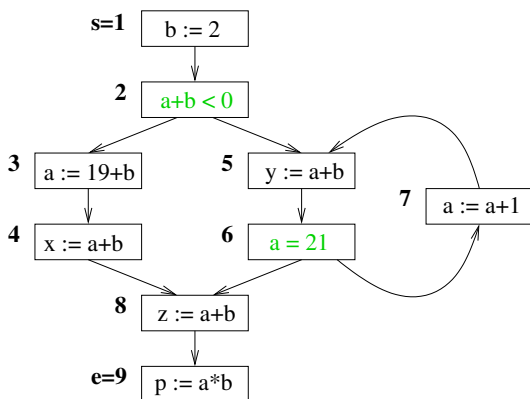 s=1 b := 2
2 a+b < 0
3 a := 19+b
5 y := a+b
7 a := a+1
4 x := a+b
6 a = 21
8 z := a+b
e=9 p := a*b